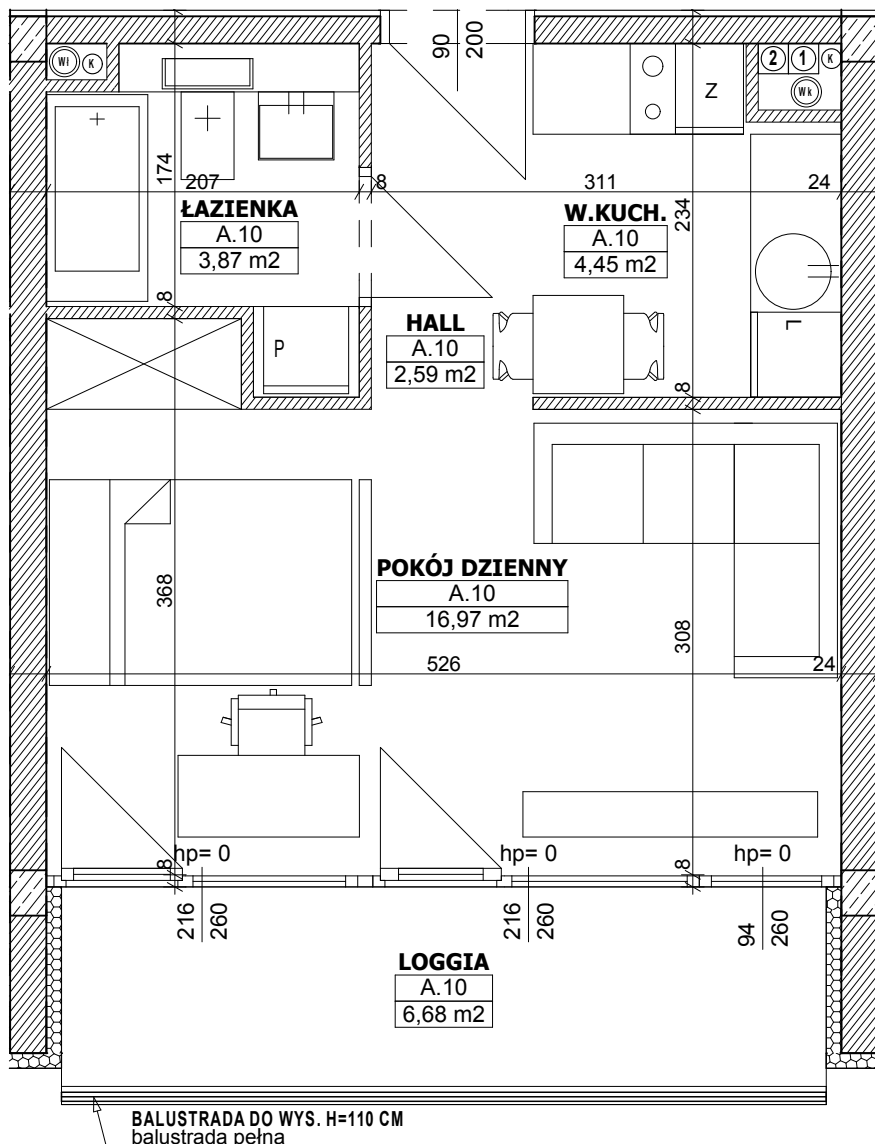 90
200
Wł
K
2
1
K
Wk
Z
174
207
8
311
24
234
ŁAZIENKA
A.10
3,87 m2
W.KUCH.
A.10
4,45 m2
8
HALL
A.10
2,59 m2
P
L
8
POKÓJ DZIENNY
A.10
16,97 m2
368
308
526
24
hp= 0
hp= 0
hp= 0
8
8
216
260
216
260
94
260
LOGGIA
A.10
6,68 m2
BALUSTRADA DO WYS. H=110 CM
balustrada pełna